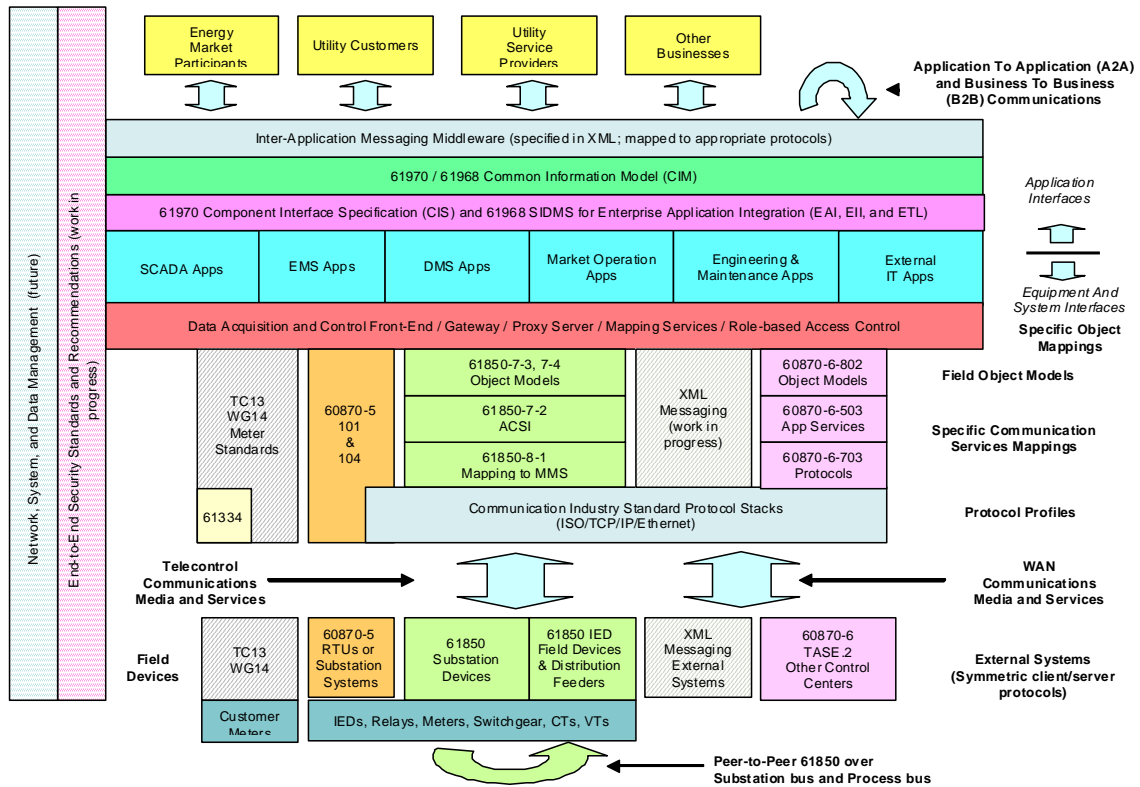 Energy
Market
Participants
Utility Customers
Utility
Service
Providers
Other
Businesses
Application To Application (A2A)
and Business To Business
(B2B) Communications
Inter-Application Messaging Middleware (specified in XML; mapped to appropriate protocols)
61970 / 61968 Common Information Model (CIM)
61970 Component Interface Specification (CIS) and 61968 SIDMS for Enterprise Application Integration (EAI, EII, and ETL)
Application
Interfaces
SCADA Apps
EMS Apps
DMS Apps
Market Operation
Apps
Engineering &
Maintenance Apps
External
IT Apps
Equipment And
System Interfaces
Data Acquisition and Control Front-End / Gateway / Proxy Server / Mapping Services / Role-based Access Control
Specific Object
Mappings
Network, System, and Data Management (future)
End-to-End Security Standards and Recommendations (work in
progress)
TC13
WG14
Meter
Standards
61334
60870-5
101
&
104
61850-7-3, 7-4
Object Models
61850-7-2
ACSI
61850-8-1
Mapping to MMS
XML
Messaging
(work in
progress)
60870-6-802
Object Models
60870-6-503
App Services
60870-6-703
Protocols
Field Object Models
Specific Communication
Services Mappings
Communication Industry Standard Protocol Stacks
(ISO/TCP/IP/Ethernet)
Protocol Profiles
Telecontrol
Communications
Media and Services
WAN
Communications
Media and Services
Field
Devices
TC13
WG14
60870-5
RTUs or
Substation
Systems
61850
Substation
Devices
61850 IED
Field Devices
& Distribution
Feeders
XML
Messaging
External
Systems
60870-6
TASE.2
Other Control
Centers
External Systems
(Symmetric client/server
protocols)
Customer
Meters
IEDs, Relays, Meters, Switchgear, CTs, VTs
Peer-to-Peer 61850 over
Substation bus and Process bus